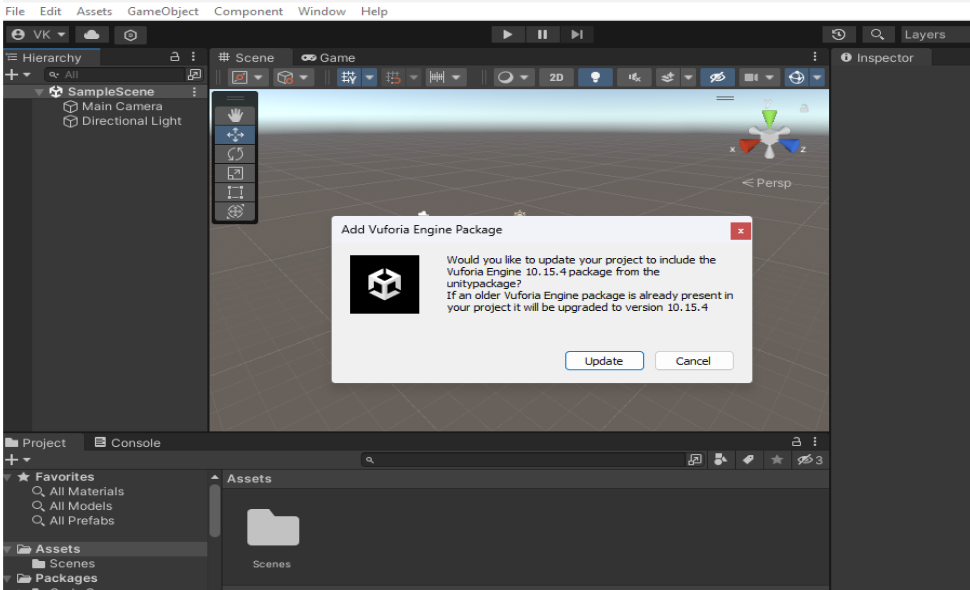 File Edit Assets GameObject Component Window Help
VK Layers
Hierarchy # Scene Game Inspector
All 2D
SampleScene
Main Camera
Directional Light
x z
Persp
Add Vuforia Engine Package
x
Would you like to update your project to include the
Vuforia Engine 10.15.4 package from the
unitypackage?
If an older Vuforia Engine package is already present in
your project it will be upgraded to version 10.15.4
Update Cancel
Project Console
3
Favorites
All Materials
All Models
All Prefabs
Assets
Scenes
Packages
Assets
Scenes